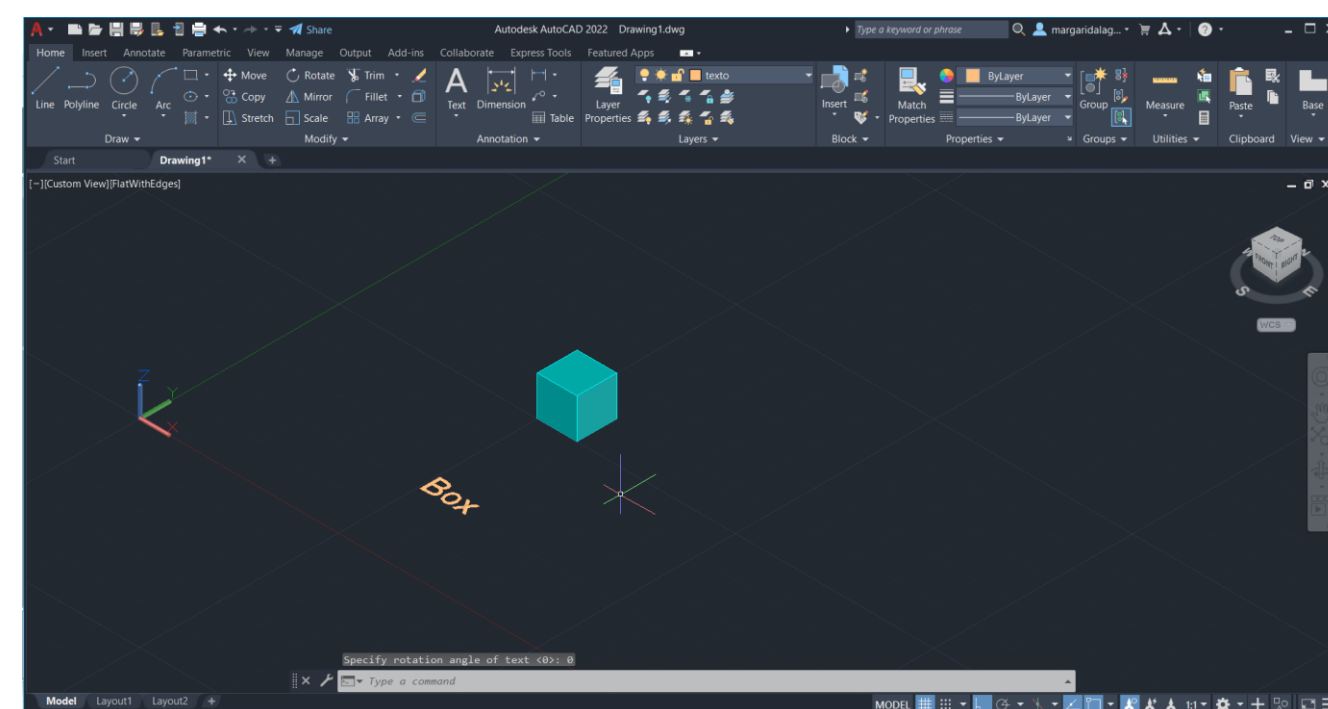 Share Autodesk AutoCAD 2022 Drawing1.dwg Type a keyword or phrase margaridalag...
Home Insert Annotate Parametric View Manage Output Add-ins Collaborate Express Tools Featured Apps
Move Rotate Trim texto ByLayer
Copy Mirror Fillet ByLayer
Line Polyline Circle Arc Text Dimension Layer Insert Match Group Measure Paste Base
Stretch Scale Array Table Properties Properties ByLayer
Draw Modify Annotation Layers Block Properties Groups Utilities Clipboard View
Start Drawing1* +
[−][Custom View][FlatWithEdges]
TOP
FRONT RIGHT
S E
WCS
Z
Y
X
Box
Specify rotation angle of text <0>: 0
Type a command
Model Layout1 Layout2 + MODEL 1:1